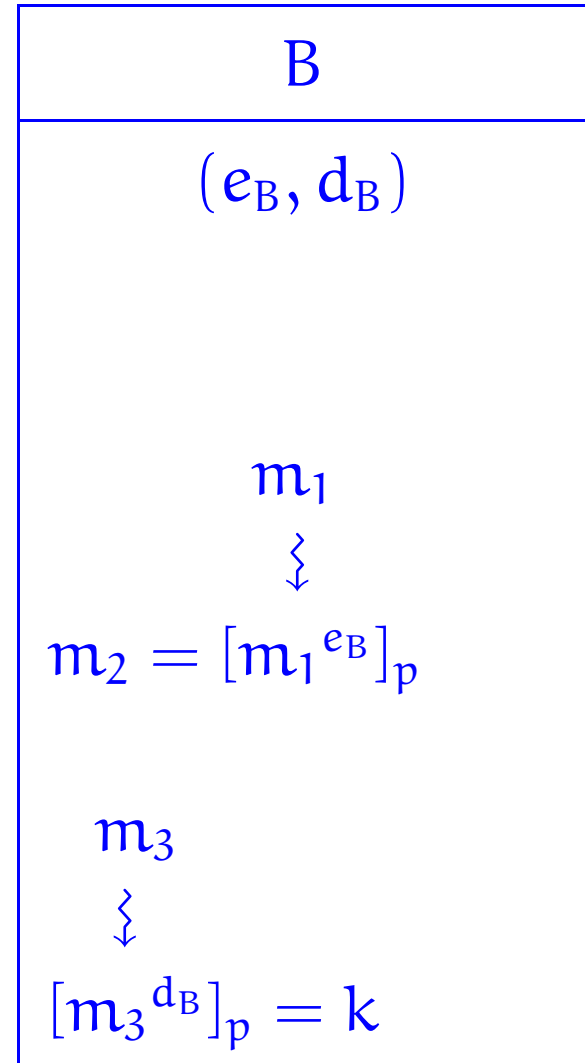 B
(e_B, d_B)
m_1
m_2 = [m_1^{e_B}]_p
m_3
[m_3^{d_B}]_p = k